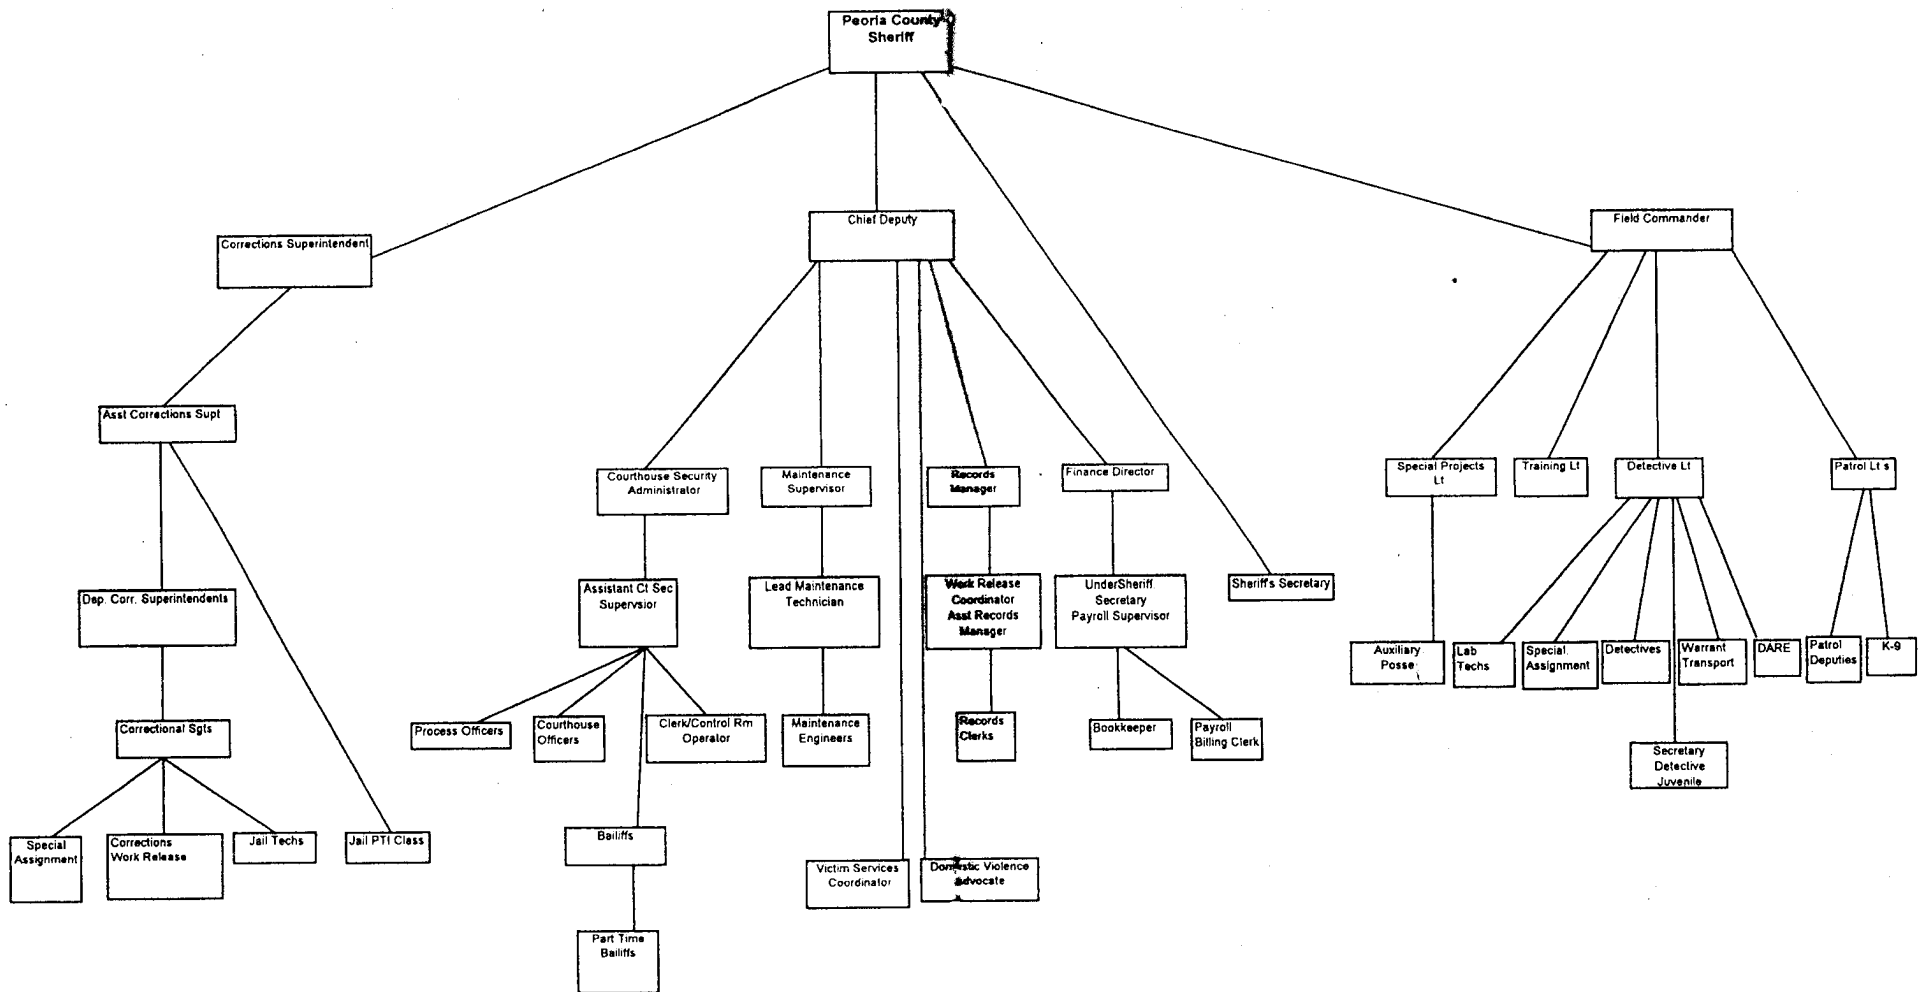 Peoria County
Sheriff
Chief Deputy
Field Commander
Corrections Superintendent
Asst Corrections Supt
Courthouse Security
Administrator
Maintenance
Supervisor
Records
Manager
Finance Director
Special Projects
Lt
Training Lt
Detective Lt
Patrol Lt s
Dep. Corr. Superintendents
Assistant Ct Sec
Supervsior
Lead Maintenance
Technician
Work Release
Coordinator
Asst Records
Manager
UnderSheriff
Secretary
Payroll Supervisor
Sheriff's Secretary
Auxiliary
Posse
Lab
Techs
Special
Assignment
Detectives
Warrant
Transport
DARE
Patrol
Deputies
K-9
Correctional Sgts
Process Officers
Courthouse
Officers
Clerk/Control Rm
Operator
Maintenance
Engineers
Records
Clerks
Bookkeeper
Payroll
Billing Clerk
Secretary
Detective
Juvenile
Special
Assignment
Corrections
Work Release
Jail Techs
Jail PTI Class
Bailiffs
Victim Services
Coordinator
Domestic Violence
Advocate
Part Time
Bailiffs